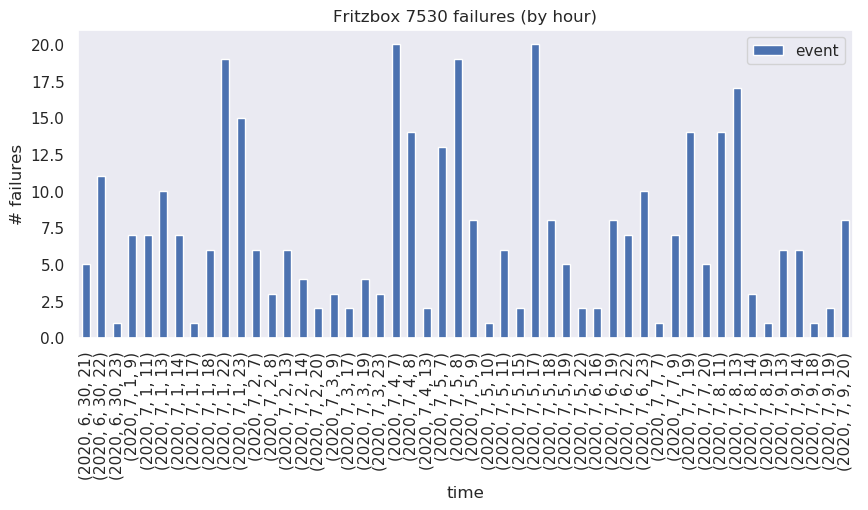 Fritzbox 7530 failures (by hour)
event
# failures
20.0
17.5
15.0
12.5
10.0
7.5
5.0
2.5
0.0
(2020, 6, 30, 21)
(2020, 6, 30, 22)
(2020, 6, 30, 23)
(2020, 7, 1, 9)
(2020, 7, 1, 11)
(2020, 7, 1, 13)
(2020, 7, 1, 14)
(2020, 7, 1, 17)
(2020, 7, 1, 18)
(2020, 7, 1, 22)
(2020, 7, 1, 23)
(2020, 7, 2, 7)
(2020, 7, 2, 8)
(2020, 7, 2, 13)
(2020, 7, 2, 14)
(2020, 7, 2, 20)
(2020, 7, 3, 9)
(2020, 7, 3, 17)
(2020, 7, 3, 19)
(2020, 7, 3, 23)
(2020, 7, 4, 7)
(2020, 7, 4, 8)
(2020, 7, 4, 13)
(2020, 7, 5, 7)
(2020, 7, 5, 8)
(2020, 7, 5, 9)
(2020, 7, 5, 10)
(2020, 7, 5, 11)
(2020, 7, 5, 15)
(2020, 7, 5, 17)
(2020, 7, 5, 18)
(2020, 7, 5, 19)
(2020, 7, 5, 22)
(2020, 7, 6, 16)
(2020, 7, 6, 19)
(2020, 7, 6, 22)
(2020, 7, 6, 23)
(2020, 7, 7, 7)
(2020, 7, 7, 9)
(2020, 7, 7, 19)
(2020, 7, 7, 20)
(2020, 7, 8, 11)
(2020, 7, 8, 13)
(2020, 7, 8, 14)
(2020, 7, 8, 19)
(2020, 7, 9, 13)
(2020, 7, 9, 14)
(2020, 7, 9, 18)
(2020, 7, 9, 19)
(2020, 7, 9, 20)
time